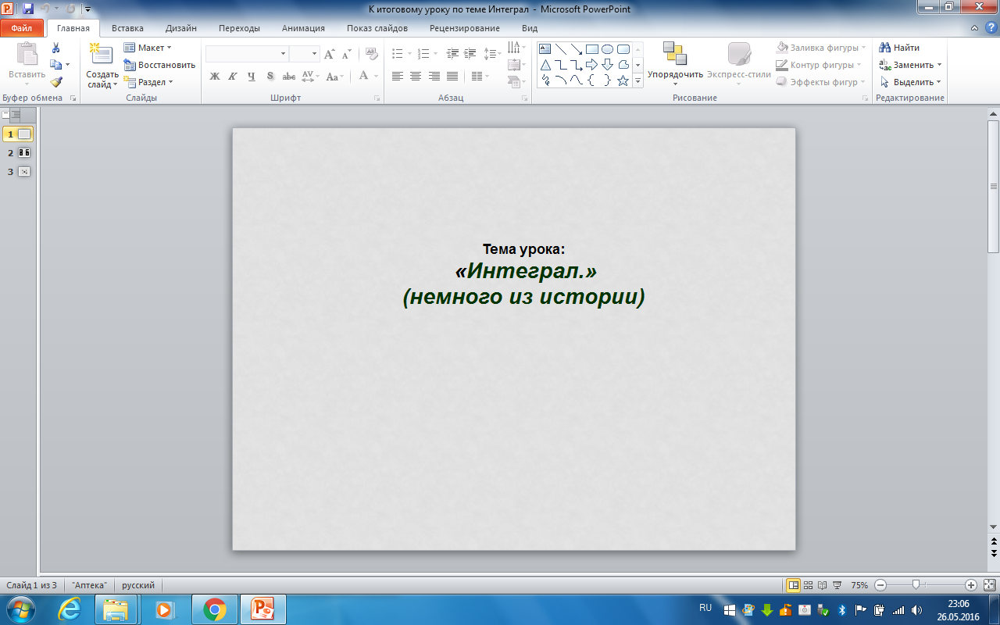 К итоговому уроку по теме Интеграл - Microsoft PowerPoint
Файл Главная Вставка Дизайн Переходы Анимация Показ слайдов Рецензирование Вид
Вставить
Буфер обмена
Создать слайд
Макет
Восстановить
Раздел
Слайды
Ж К Ч S abc AV Aa A
Шрифт
Абзац
Рисование
Упорядочить
Экспресс-стили
Заливка фигуры
Контур фигуры
Эффекты фигур
Найти
Заменить
Выделить
Редактирование
1
2
3
Тема урока:
«Интеграл.»
(немного из истории)
Слайд 1 из 3 "Аптека" русский 75%
RU
23:06
26.05.2016